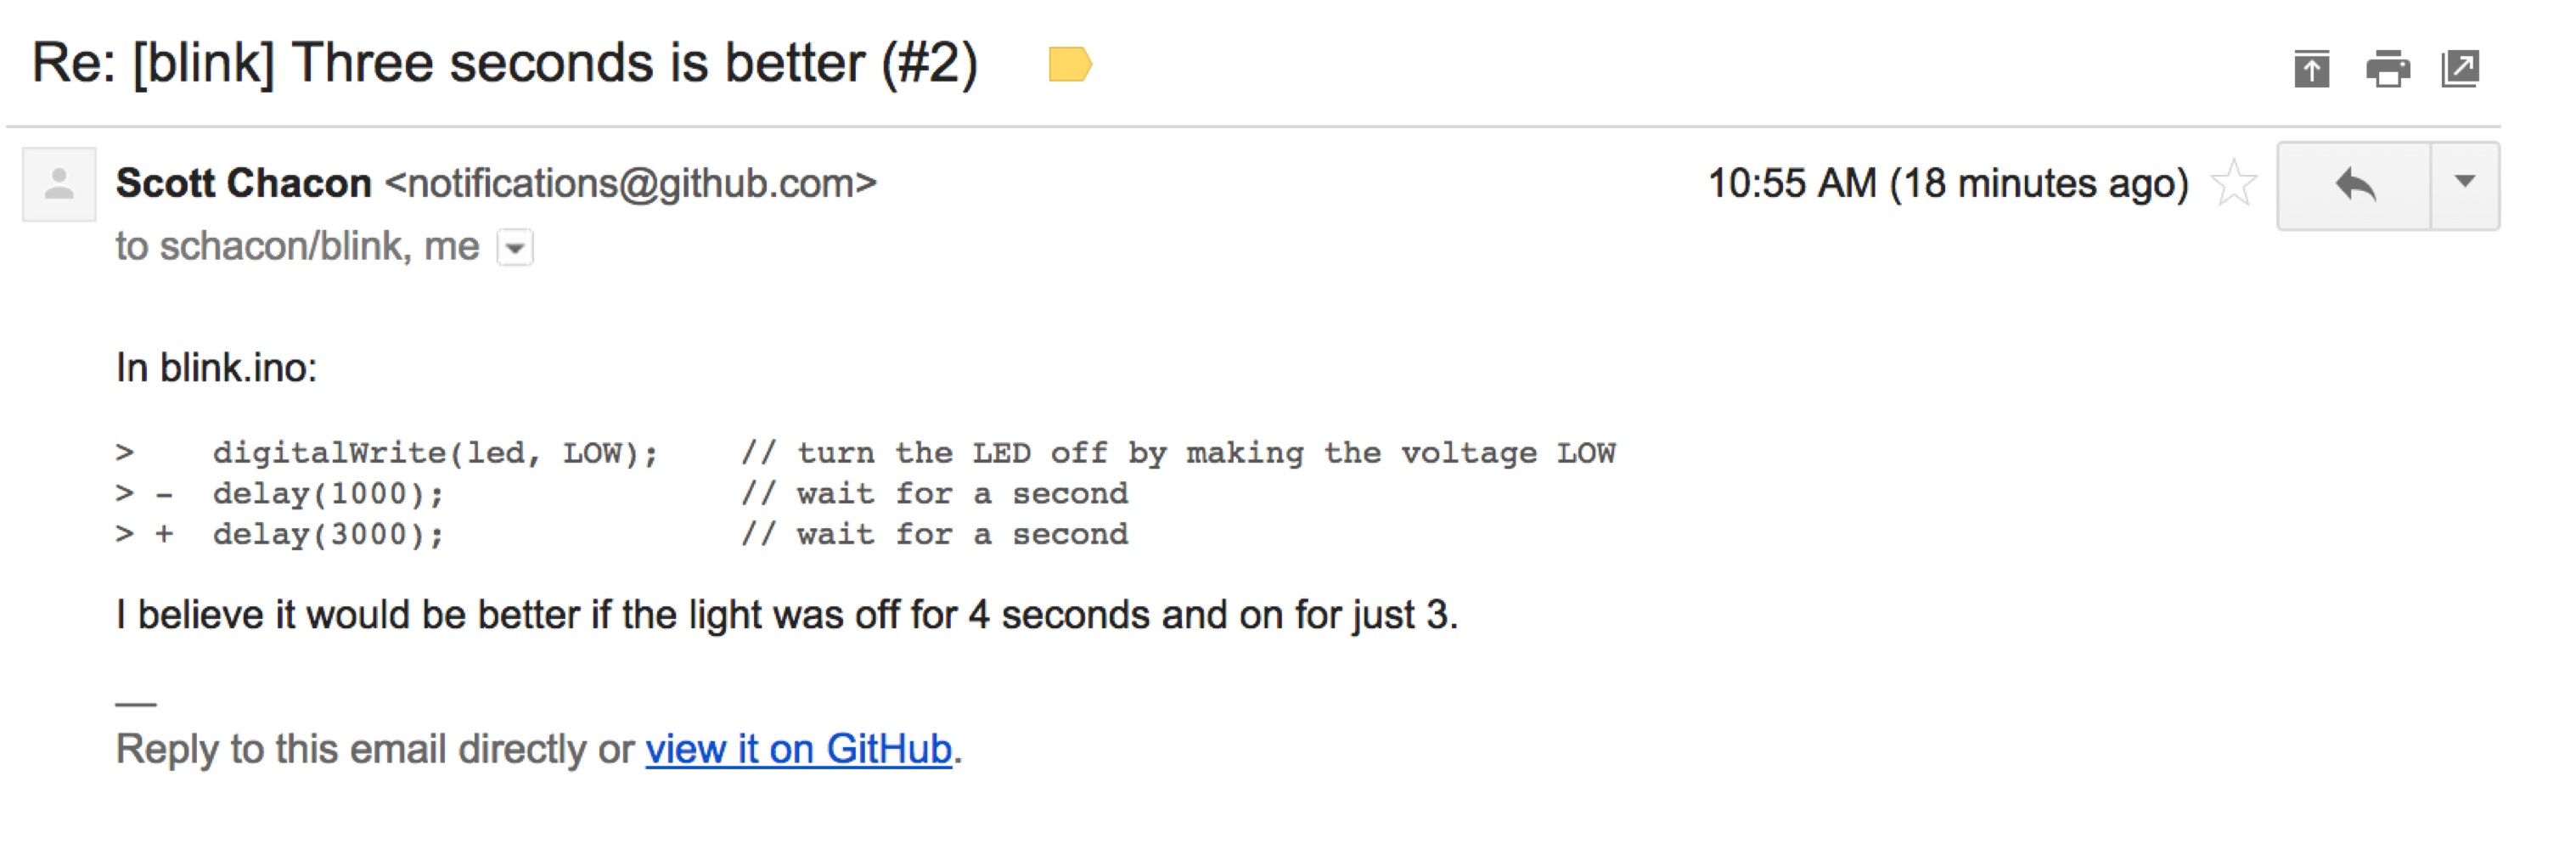 Re: [blink] Three seconds is better (#2)
Scott Chacon <notifications@github.com> 10:55 AM (18 minutes ago)
to schacon/blink, me
In blink.ino:
>    digitalWrite(led, LOW);    // turn the LED off by making the voltage LOW
> -  delay(1000);               // wait for a second
> +  delay(3000);               // wait for a second
I believe it would be better if the light was off for 4 seconds and on for just 3.
—
Reply to this email directly or view it on GitHub.